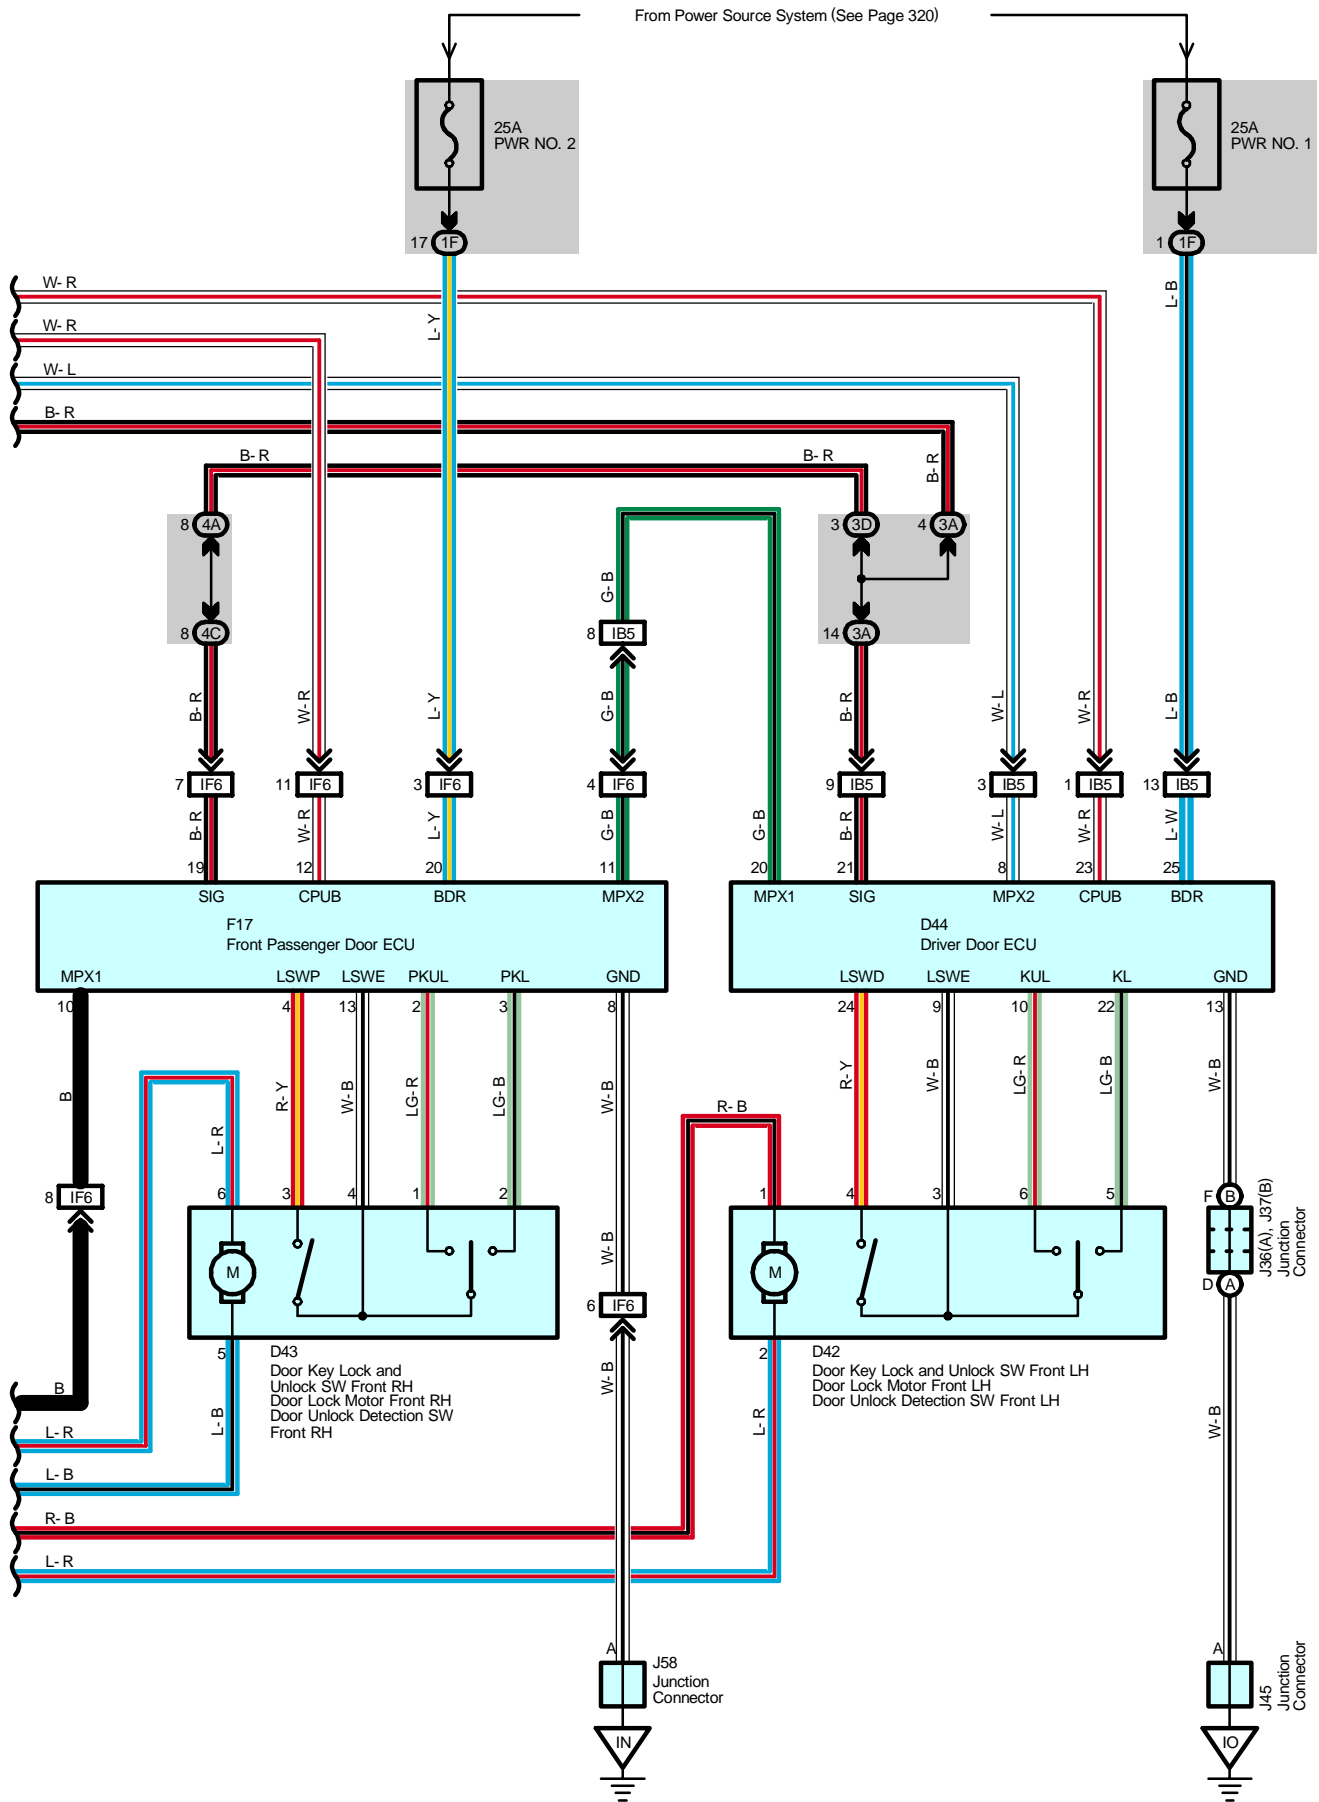 From Power Source System (See Page 320)
25A
PWR NO. 2
25A
PWR NO. 1
17 1F
1 1F
W- R
L- Y
L- B
W- R
W- L
B- R
B- R
B- R
B- R
8 4A
3 3D
4 3A
G- B
8 4C
8 IB5
14 3A
B- R
W- R
L- Y
G- B
B- R
W- L
W- R
L- B
7 IF6
11 IF6
3 IF6
4 IF6
9 IB5
3 IB5
1 IB5
13 IB5
B- R
W- R
L- Y
G- B
G- B
B- R
W- L
W- R
L- W
19
12
20
11
20
21
8
23
25
SIG
CPUB
BDR
MPX2
MPX1
SIG
MPX2
CPUB
BDR
F17
Front Passenger Door ECU
D44
Driver Door ECU
MPX1
LSWP
LSWE
PKUL
PKL
GND
LSWD
LSWE
KUL
KL
GND
10
4
13
2
3
8
24
9
10
22
13
B
L- R
R- Y
W- B
LG- R
LG- B
W- B
R- B
R- Y
W- B
LG- R
LG- B
W- B
8 IF6
6
3
4
1
2
1
4
3
6
5
F B
M
W- B
M
J36(A), J37(B)
Junction
Connector
D A
6 IF6
5
D43
Door Key Lock and
Unlock SW Front RH
Door Lock Motor Front RH
Door Unlock Detection SW
Front RH
2
D42
Door Key Lock and Unlock SW Front LH
Door Lock Motor Front LH
Door Unlock Detection SW Front LH
B
L- B
W- B
L- R
W- B
L- R
L- B
R- B
L- R
A
J58
Junction
Connector
A
J45
Junction
Connector
IN
IO